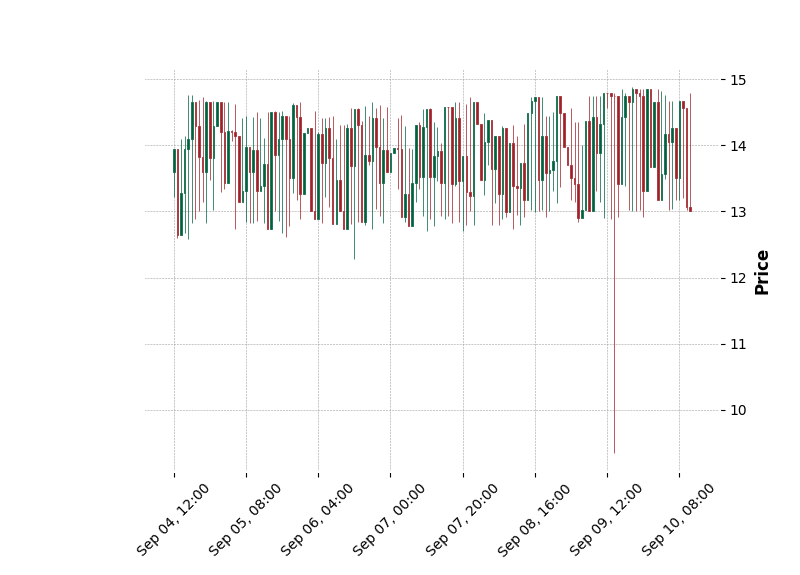 15
14
13
12
11
10
Price
Sep 04, 12:00
Sep 05, 08:00
Sep 06, 04:00
Sep 07, 00:00
Sep 07, 20:00
Sep 08, 16:00
Sep 09, 12:00
Sep 10, 08:00